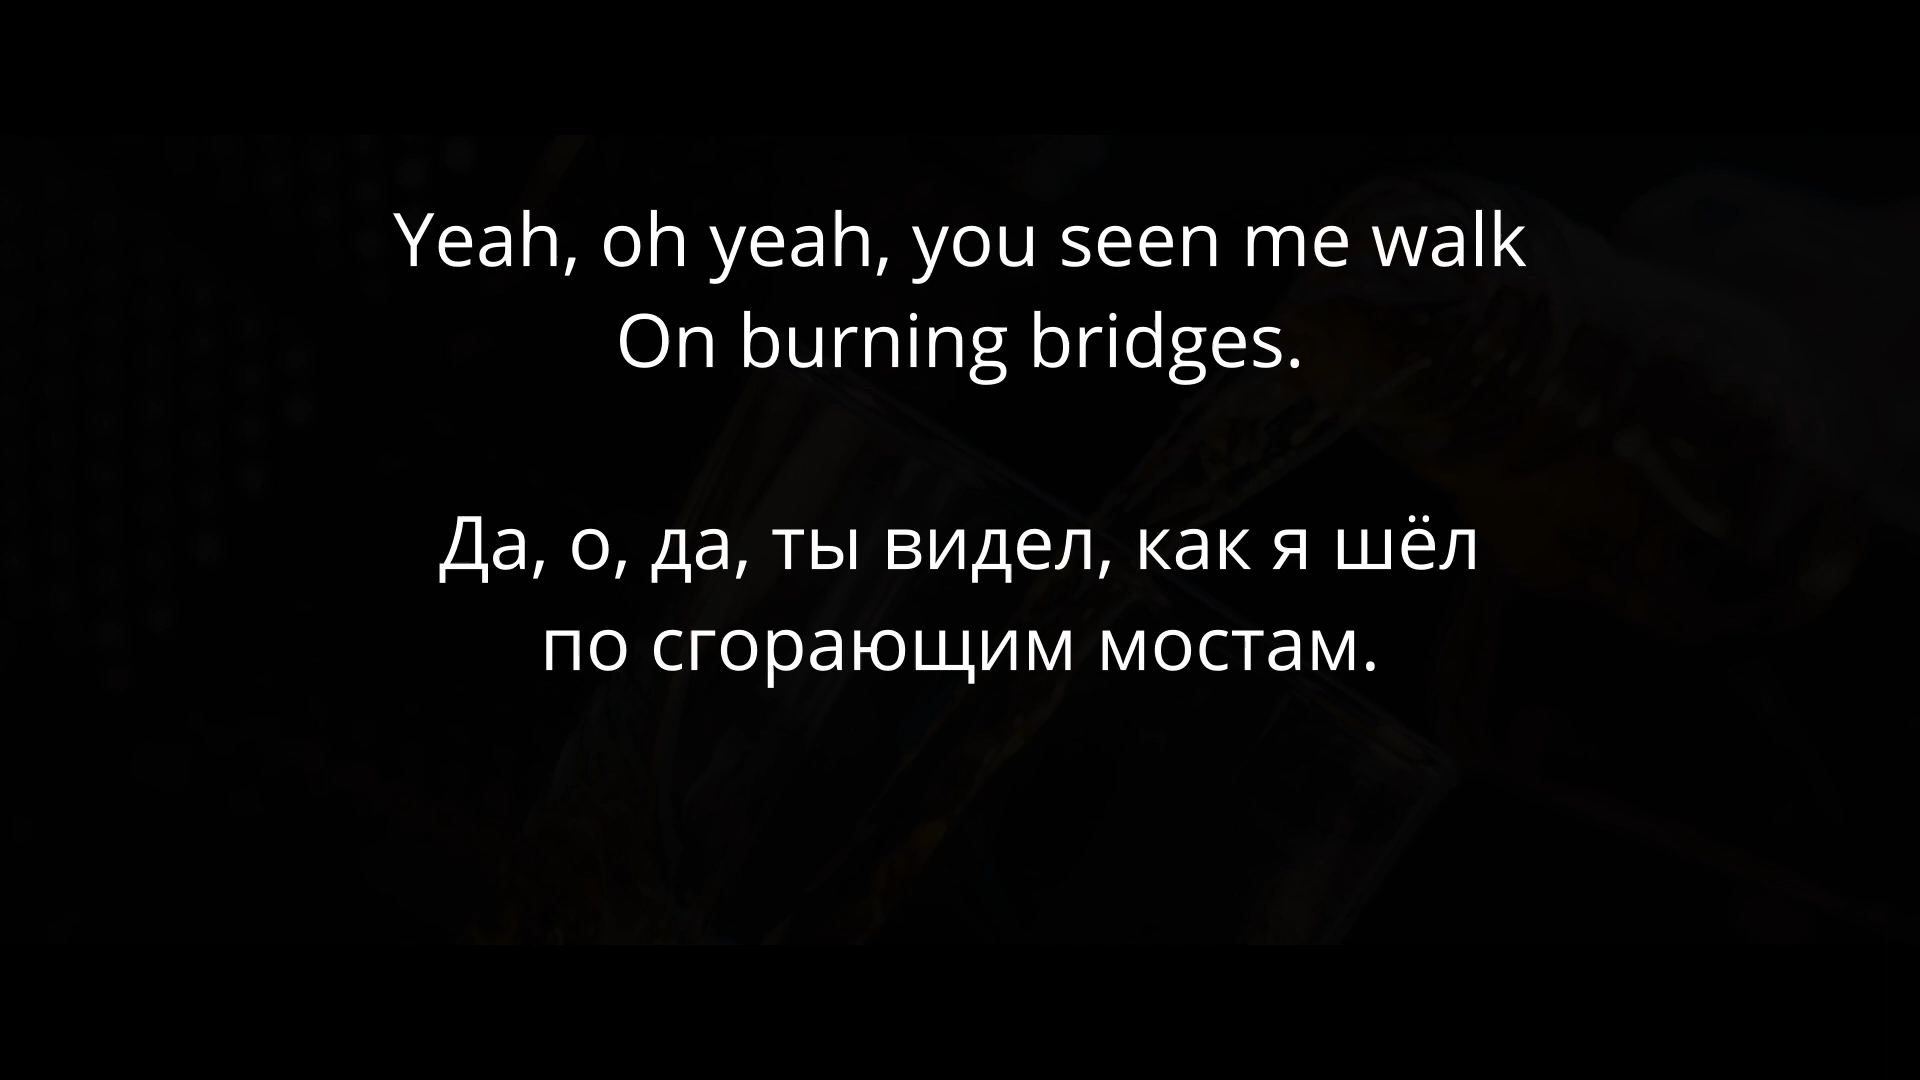 Yeah, oh yeah, you seen me walk
On burning bridges.
Да, о, да, ты видел, как я шёл
по сгорающим мостам.